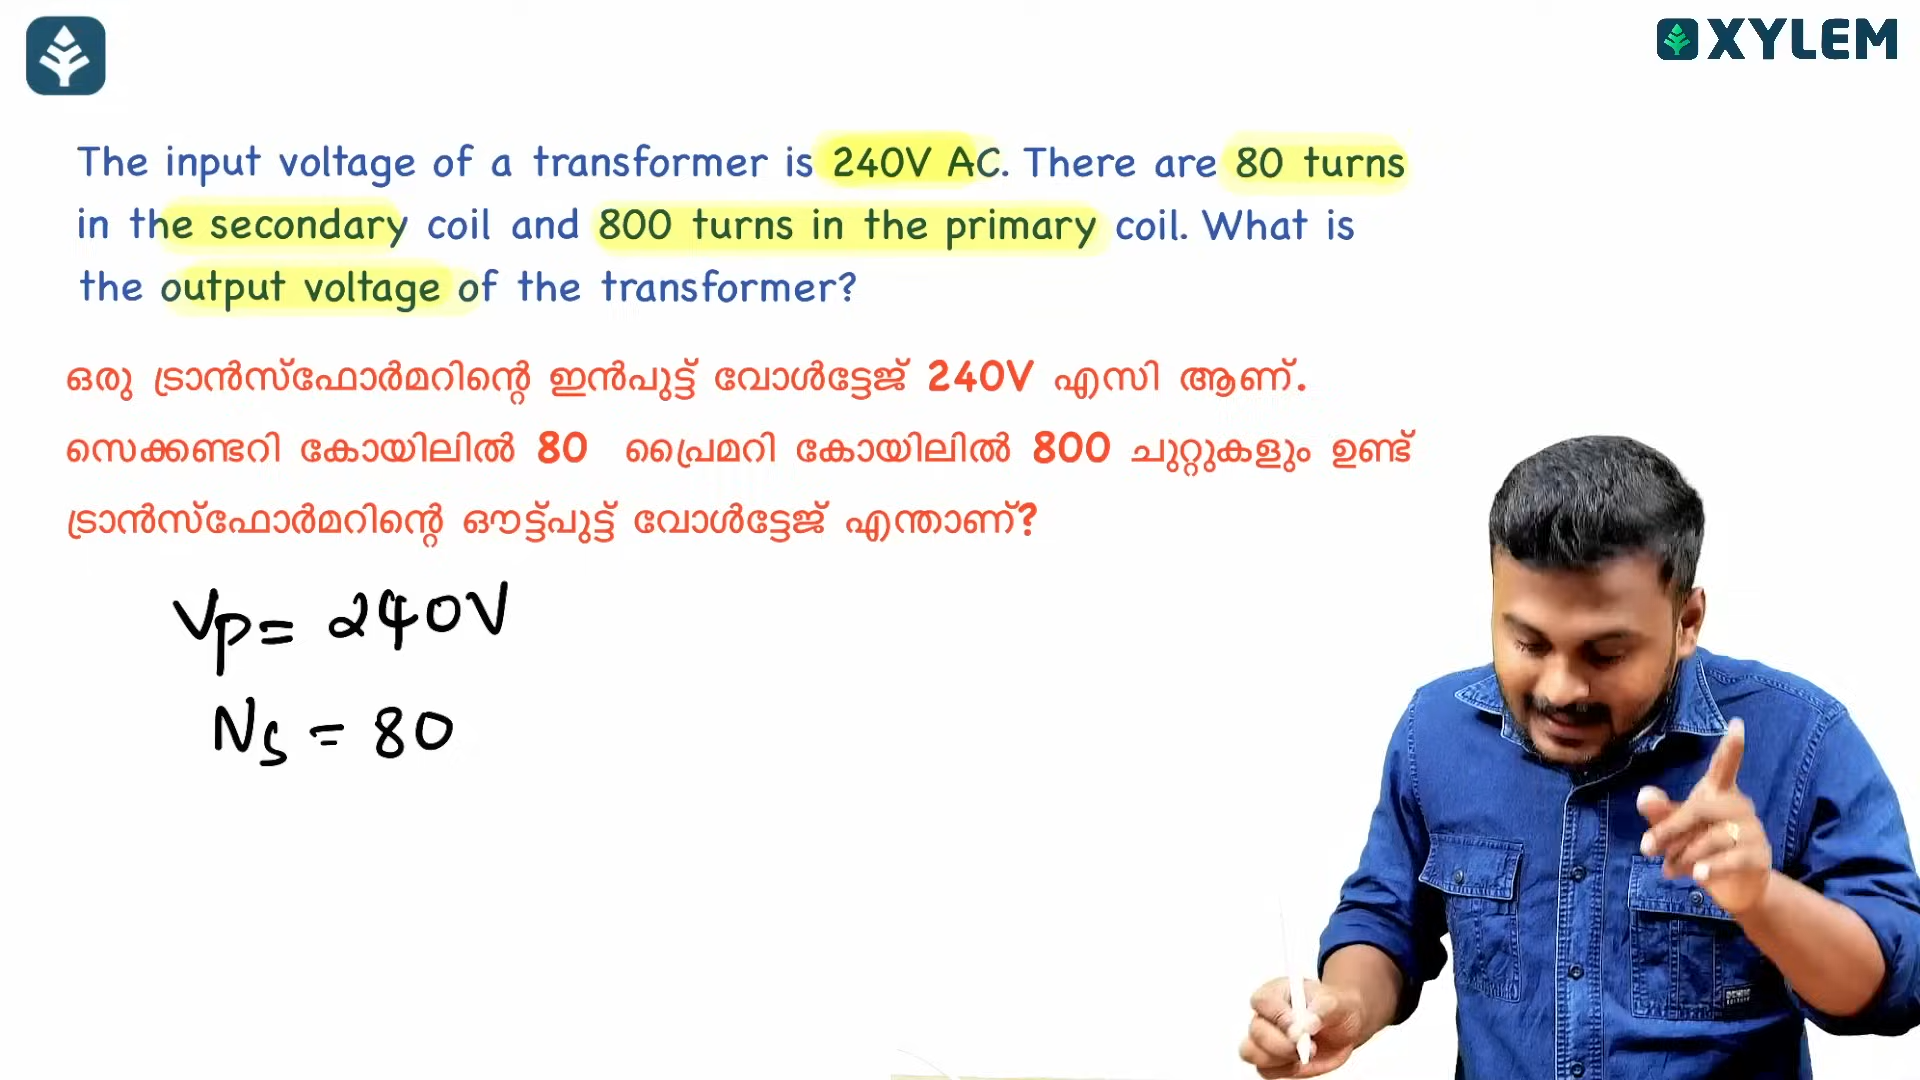 XYLEM
The input voltage of a transformer is 240V AC. There are 80 turns
in the secondary coil and 800 turns in the primary coil. What is
the output voltage of the transformer?
ഒരു ട്രാൻസ്ഫോർമറിന്റെ ഇൻപുട്ട് വോൾട്ടേജ് 240V എസി ആണ്.
സെക്കണ്ടറി കോയിലിൽ 80 പ്രൈമറി കോയിലിൽ 800 ചുറ്റുകളും ഉണ്ട്
ട്രാൻസ്ഫോർമറിന്റെ ഔട്ട്പുട്ട് വോൾട്ടേജ് എന്താണ്?
Vp = 240V
Ns = 80